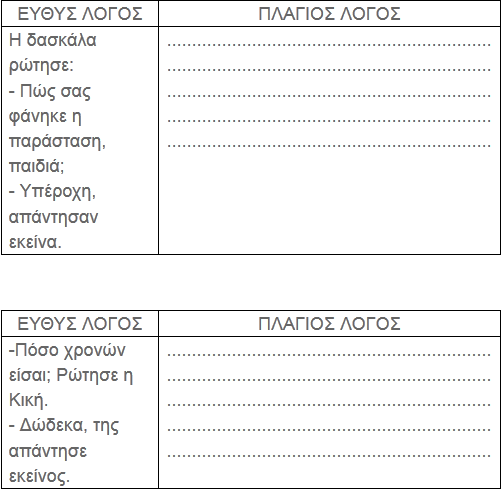 ΕΥΘΥΣ ΛΟΓΟΣ ΠΛΑΓΙΟΣ ΛΟΓΟΣ
Η δασκάλα ……………………………………………………
ρώτησε: ……………………………………………………
- Πώς σας ……………………………………………………
φάνηκε η ……………………………………………………
παράσταση, ……………………………………………………
παιδιά;
- Υπέροχη,
απάντησαν
εκείνα.
ΕΥΘΥΣ ΛΟΓΟΣ ΠΛΑΓΙΟΣ ΛΟΓΟΣ
-Πόσο χρονών ……………………………………………………
είσαι; Ρώτησε η ……………………………………………………
Κική. ……………………………………………………
- Δώδεκα, της ……………………………………………………
απάντησε ……………………………………………………
εκείνος.